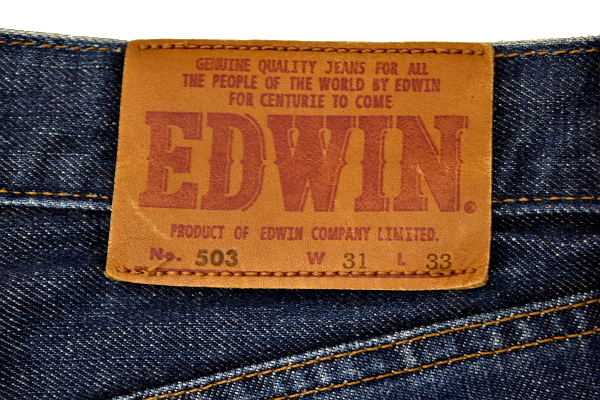 GENUINE QUALITY JEANS FOR ALL
THE PEOPLE OF THE WORLD BY EDWIN
FOR CENTURIE TO COME
EDWIN®
PRODUCT OF EDWIN COMPANY LIMITED.
No. 503 W 31 L 33